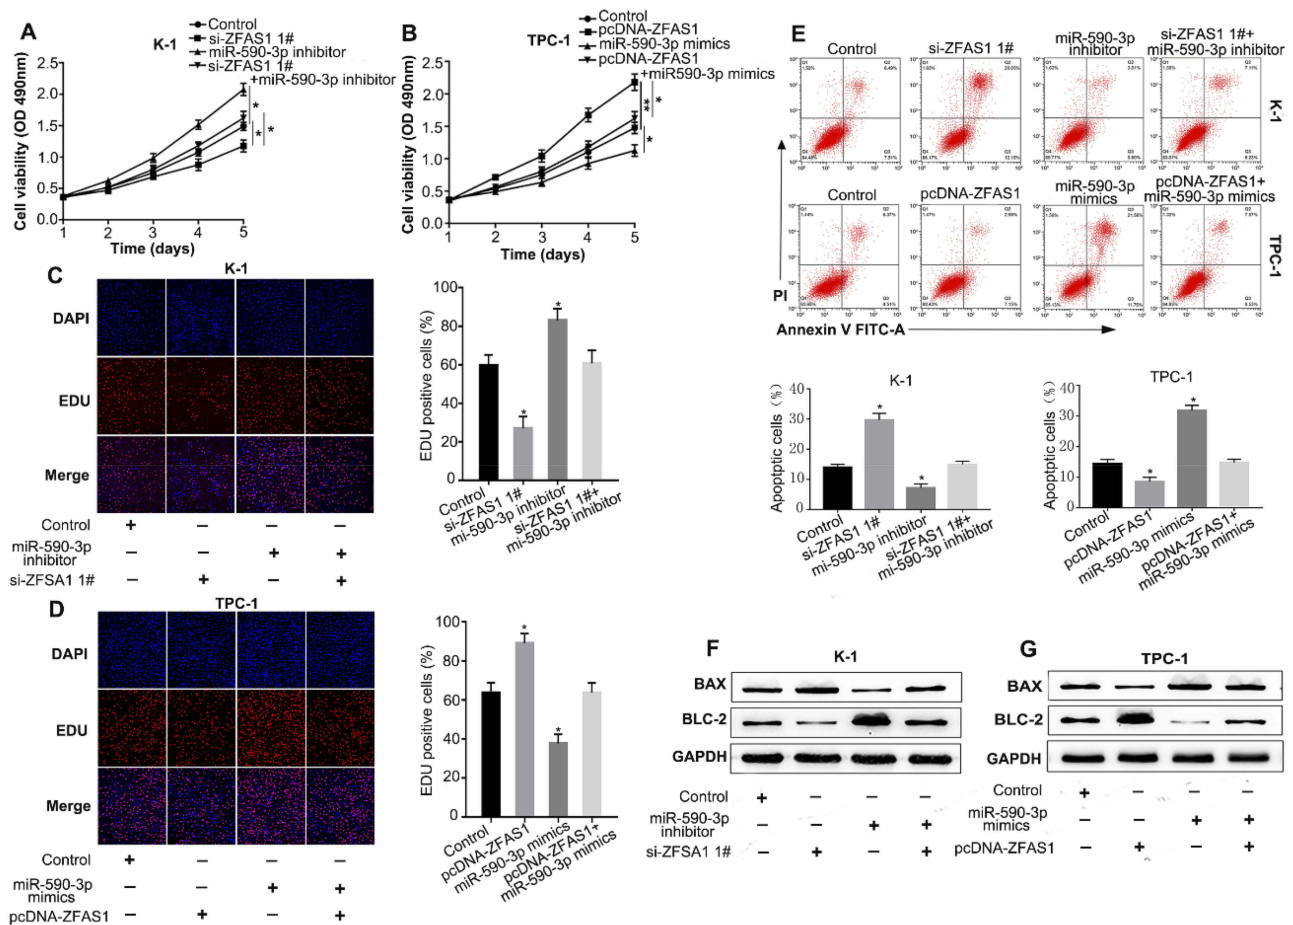 A
K-1
Control
si-ZFAS1 1#
miR-590-3p inhibitor
si-ZFAS1 1#
+miR-590-3p inhibitor
Cell viability (OD 490nm)
2.5
2.0
1.5
1.0
0.5
0.0
*
*
*
1 2 3 4 5
Time (days)
B
TPC-1
Control
pcDNA-ZFAS1
miR-590-3p mimics
pcDNA-ZFAS1
+miR590-3p mimics
Cell viability (OD 490nm)
2.5
2.0
1.5
1.0
0.5
0.0
**
*
*
1 2 3 4 5
Time (days)
C
K-1
DAPI
EDU
Merge
Control + – – –
miR-590-3p
inhibitor – – + +
si-ZFSA1 1# – + – +
EDU positive cells (%)
100
80
60
40
20
0
*
*
Control
si-ZFAS1 1#
mi-590-3p inhibitor
si-ZFAS1 1#+
mi-590-3p inhibitor
D
TPC-1
DAPI
EDU
Merge
Control + – – –
miR-590-3p
mimics – – + +
pcDNA-ZFAS1 – + – +
EDU positive cells (%)
100
80
60
40
20
0
*
*
Control
pcDNA-ZFAS1
miR-590-3p mimics
pcDNA-ZFAS1+
miR-590-3p mimics
E
Control
si-ZFAS1 1#
miR-590-3p
inhibitor
si-ZFAS1 1#+
miR-590-3p inhibitor
K-1
Control
pcDNA-ZFAS1
miR-590-3p
mimics
pcDNA-ZFAS1+
miR-590-3p mimics
TPC-1
PI
Annexin V FITC-A
K-1
Apoptptic cells (%)
40
30
20
10
0
*
*
Control
si-ZFAS1 1#
mi-590-3p inhibitor
si-ZFAS1 1#+
mi-590-3p inhibitor
TPC-1
Apoptptic cells (%)
40
30
20
10
0
*
*
Control
pcDNA-ZFAS1
miR-590-3p mimics
pcDNA-ZFAS1+
miR-590-3p mimics
F
K-1
BAX
BLC-2
GAPDH
Control + – – –
miR-590-3p
inhibitor – – + +
si-ZFSA1 1# – + – +
G
TPC-1
BAX
BLC-2
GAPDH
Control + – – –
miR-590-3p
mimics – – + +
pcDNA-ZFAS1 – + – +